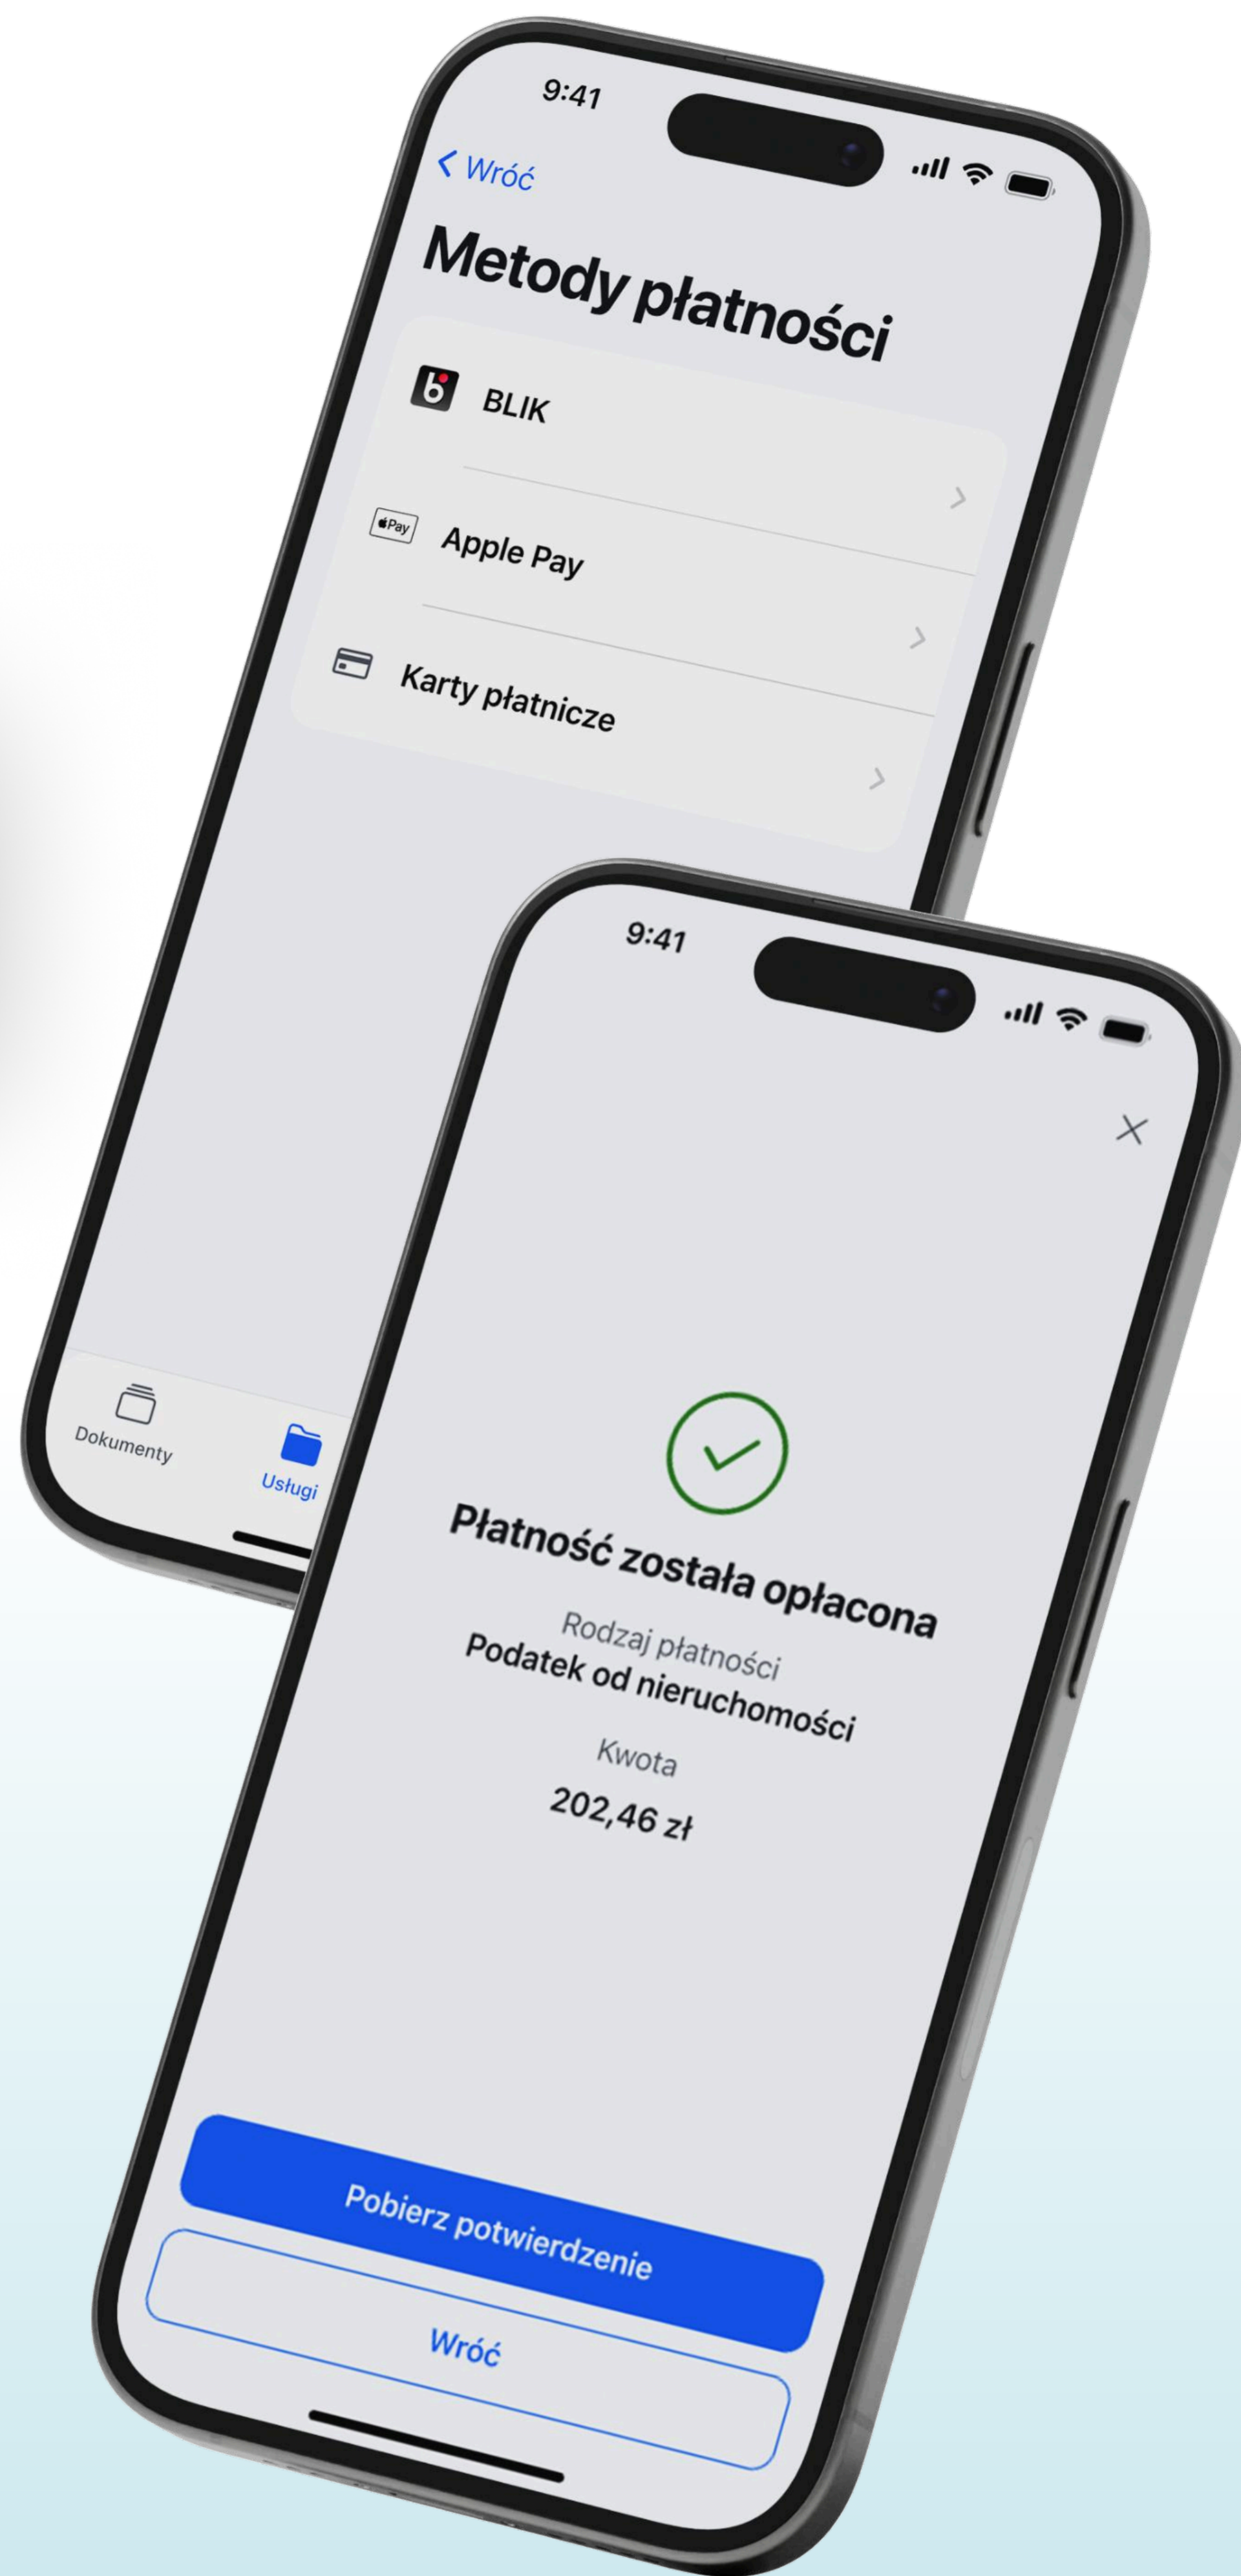 9:41
Wróć
Metody płatności
BLIK
Pay
Apple Pay
Karty płatnicze
Dokumenty
Usługi
9:41
Płatność została opłacona
Rodzaj płatności
Podatek od nieruchomości
Kwota
202,46 zł
Pobierz potwierdzenie
Wróć